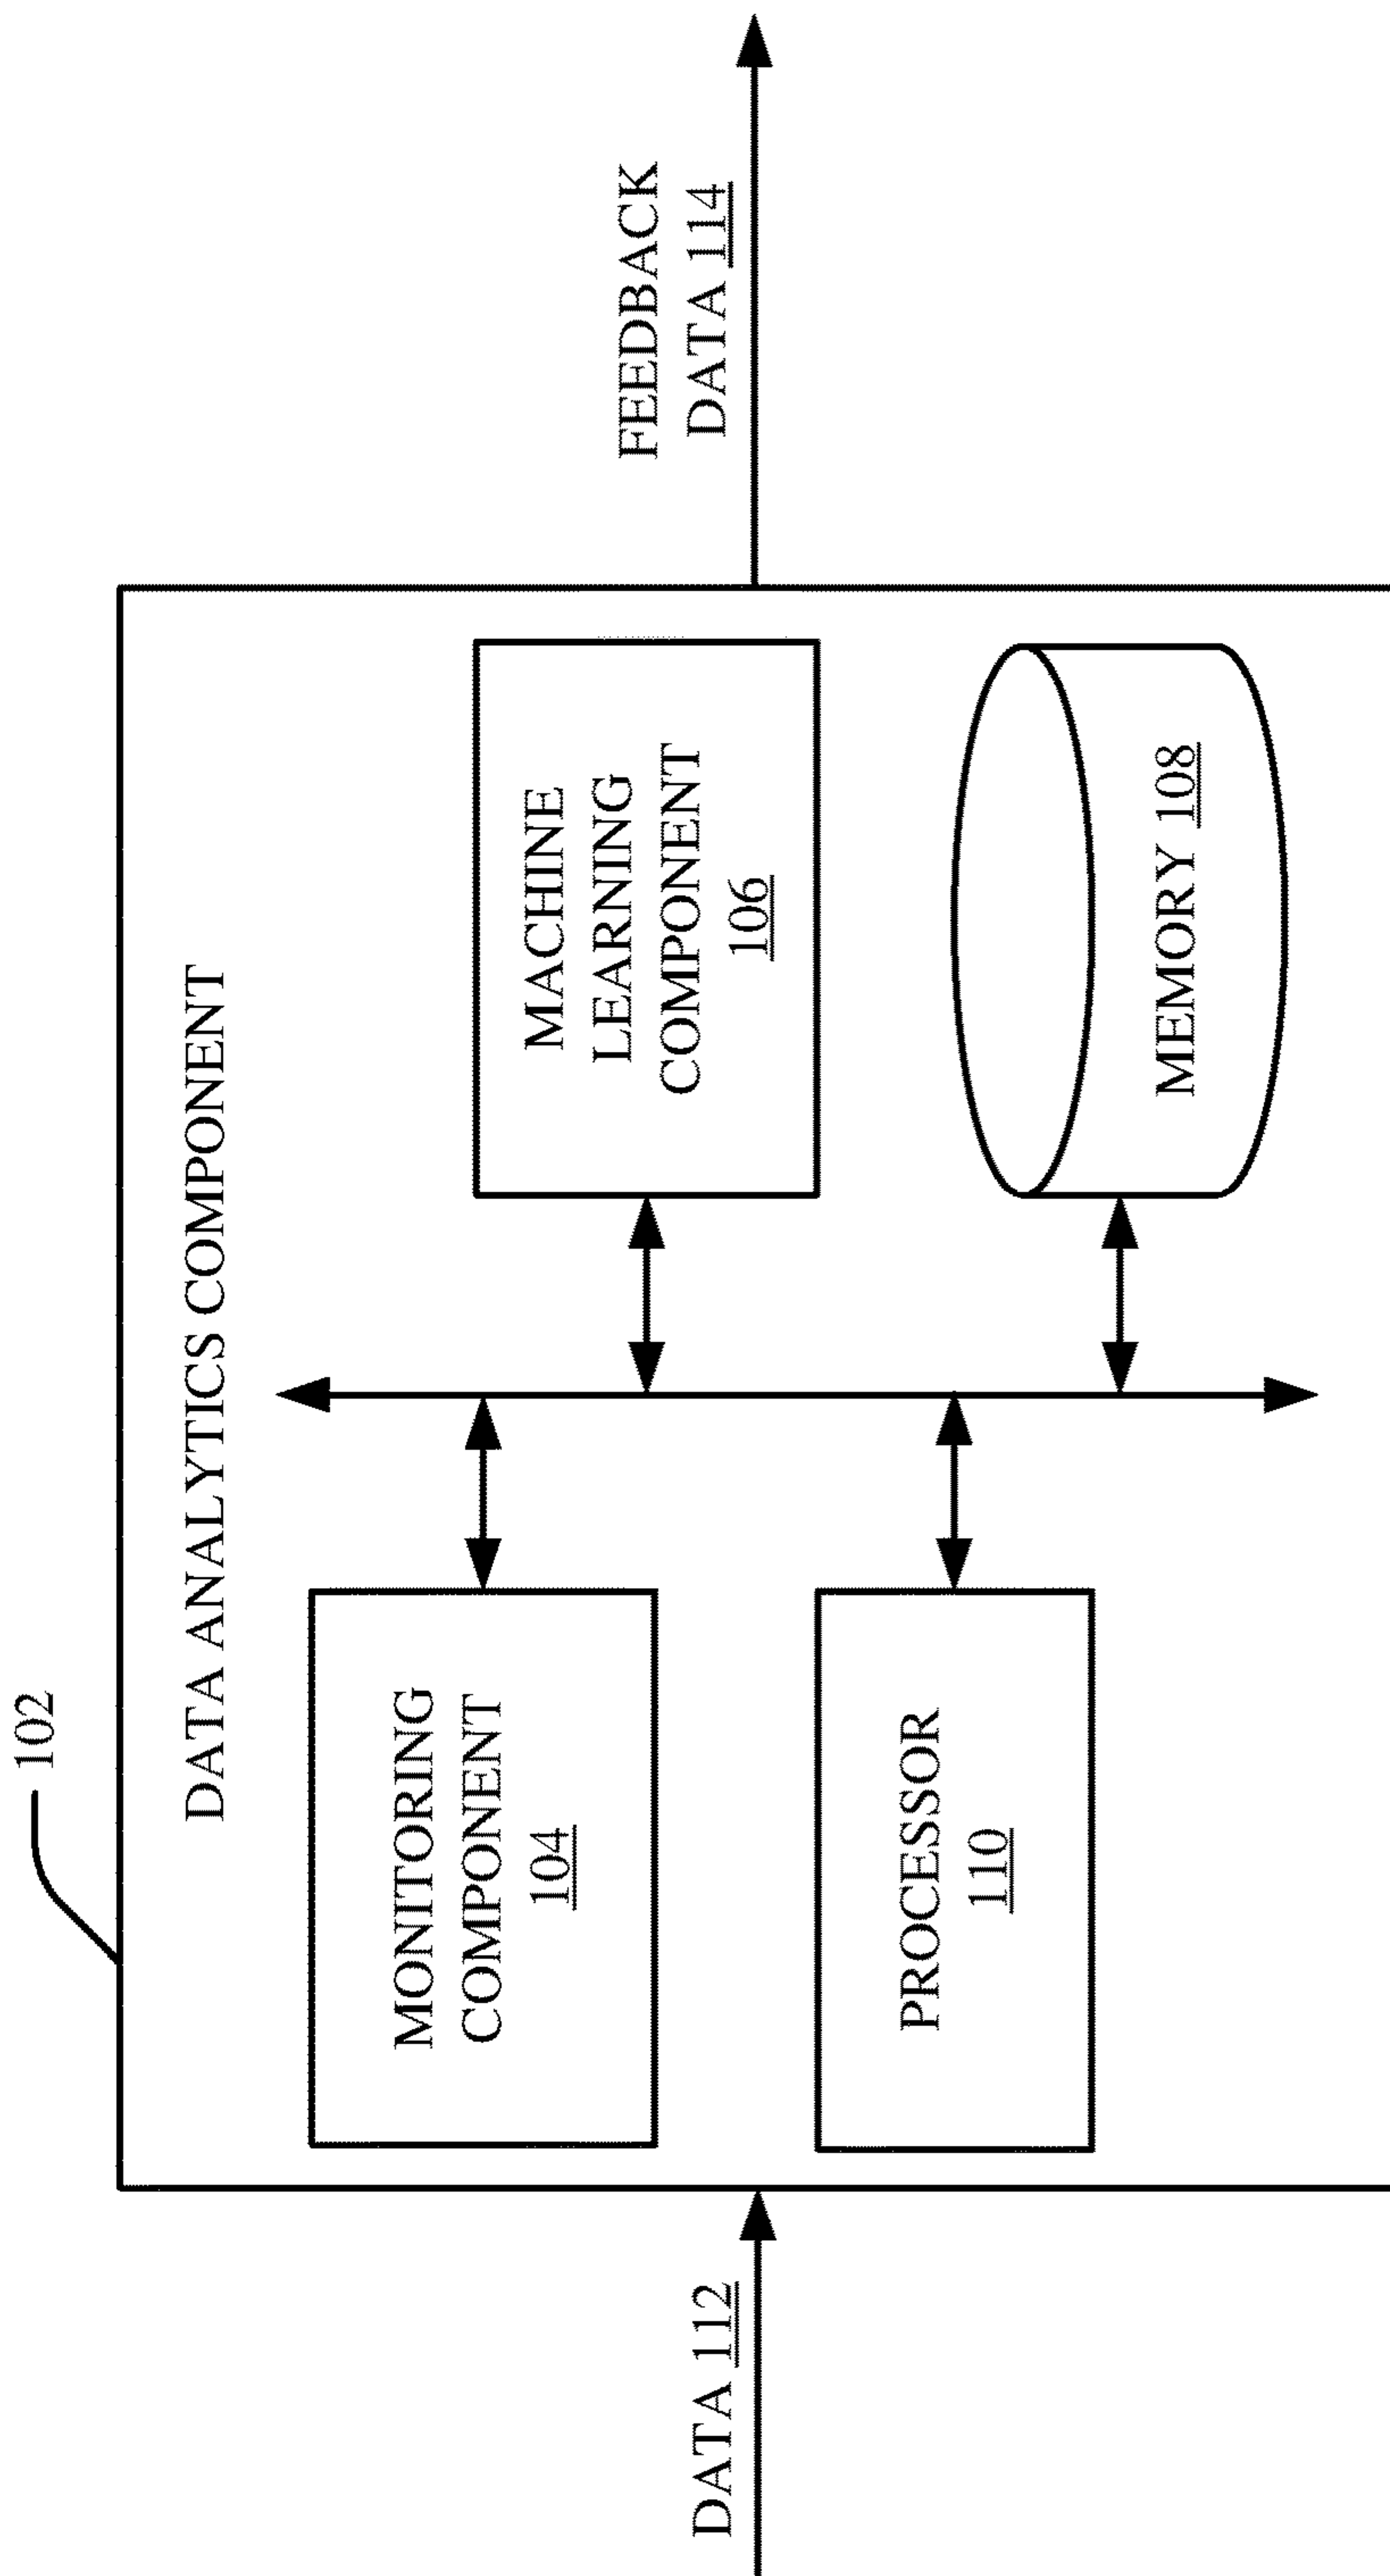 102
DATA ANALYTICS COMPONENT
MONITORING
COMPONENT
104
MACHINE
LEARNING
COMPONENT
106
DATA 112
FEEDBACK
DATA 114
PROCESSOR
110
MEMORY 108